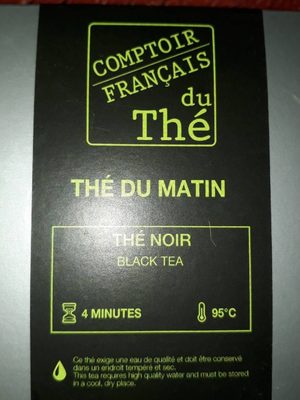 COMPTOIR
FRANÇAIS
du
Thé
THÉ DU MATIN
THÉ NOIR
BLACK TEA
4 MINUTES
95°C
Ce thé exige une eau de qualité et doit être conservé
dans un endroit tempéré et sec.
This tea requires high quality water and must be stored
in a cool, dry place.